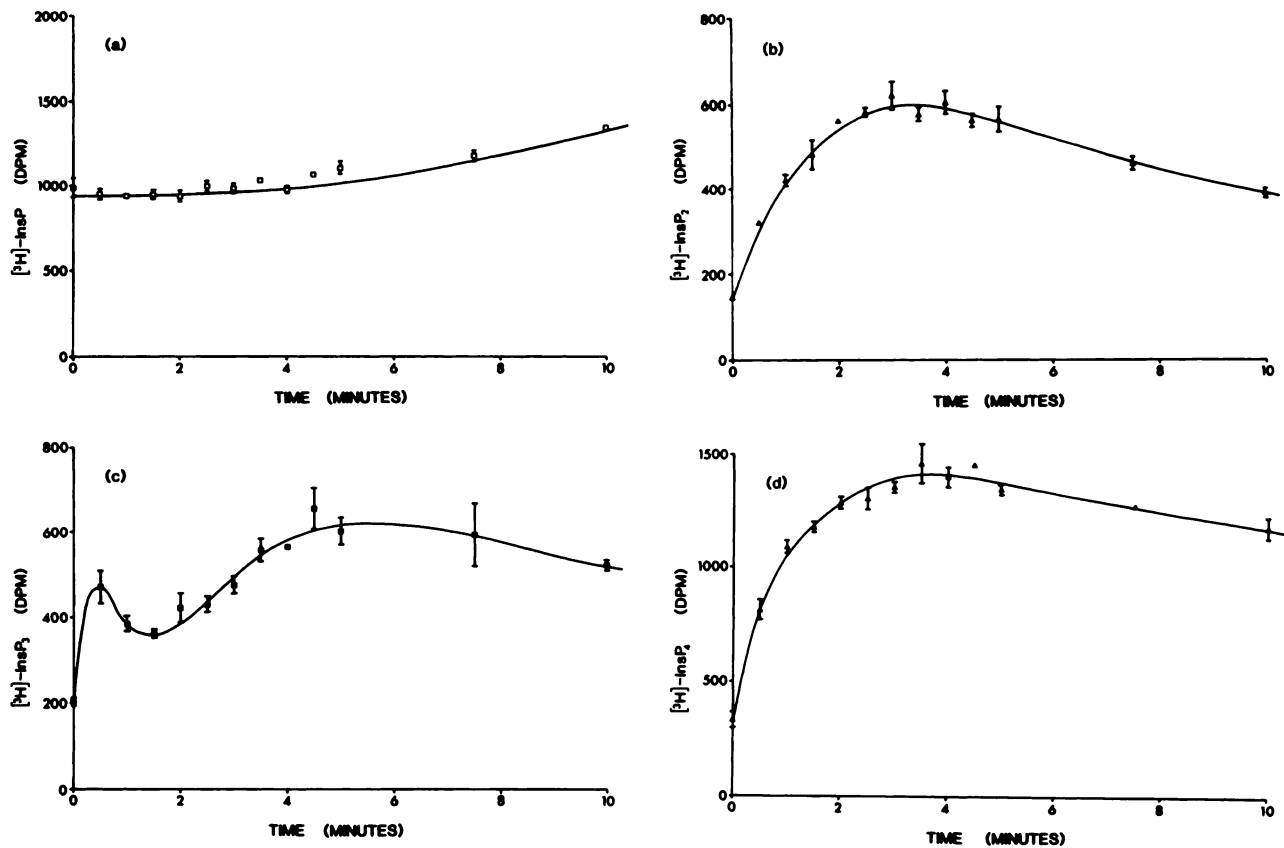 (a)
[³H]-InsP (DPM)
2000
1500
1000
500
0
0 2 4 6 8 10
TIME (MINUTES)
(b)
[³H]-InsP₂ (DPM)
800
600
400
200
0
0 2 4 6 8 10
TIME (MINUTES)
(c)
[³H]-InsP₃ (DPM)
800
600
400
200
0
0 2 4 6 8 10
TIME (MINUTES)
(d)
[³H]-InsP₄ (DPM)
1500
1000
500
0
0 2 4 6 8 10
TIME (MINUTES)